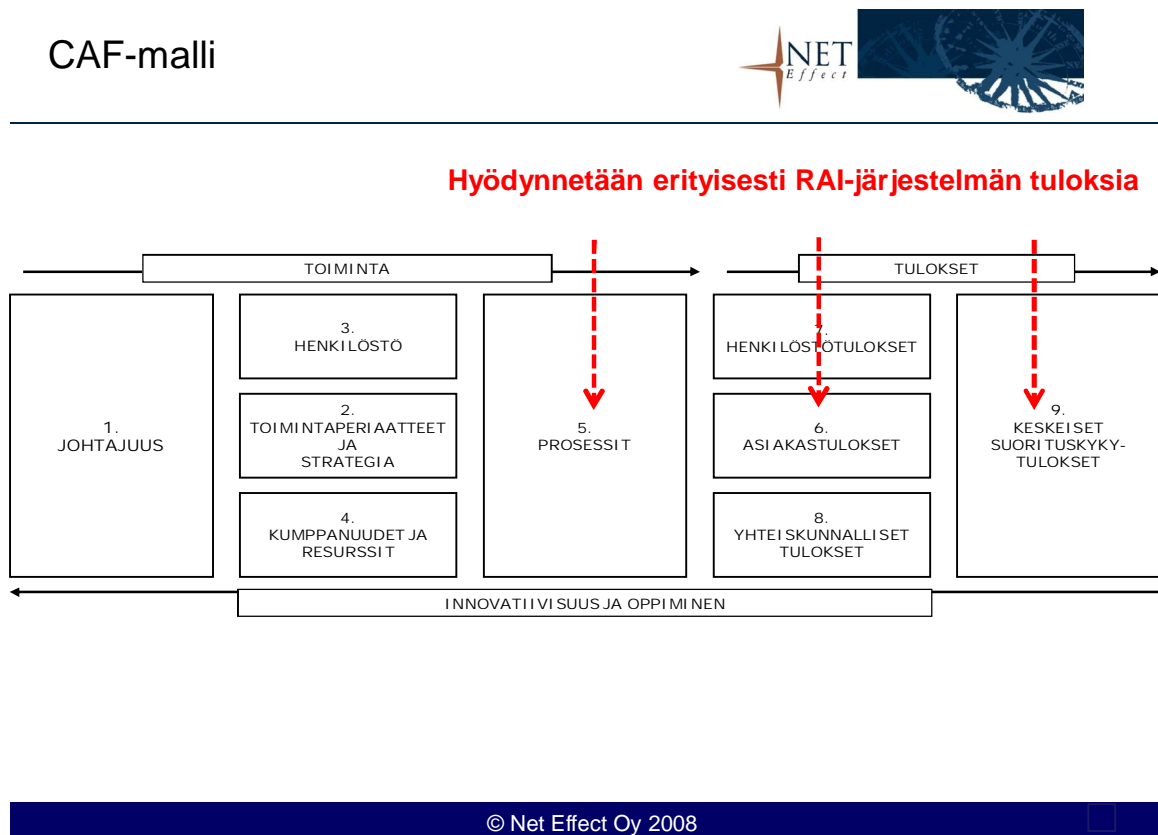 CAF-malli
NET
Effect
Hyödynnetään erityisesti RAI-järjestelmän tuloksia
TOIMINTA
TULOKSET
1.
JOHTAJUUS
3.
HENKILÖSTÖ
2.
TOIMINTAPERIAATTEET
JA
STRATEGIA
4.
KUMPPANUUDET JA
RESURSSIT
5.
PROSESSIT
7.
HENKILÖSTÖTULOKSET
6.
ASIAKASTULOKSET
8.
YHTEISKUNNALLISET
TULOKSET
9.
KESKEISET
SUORITUSKYKY-
TULOKSET
INNOVATIIVISUUS JA OPPIMINEN
© Net Effect Oy 2008